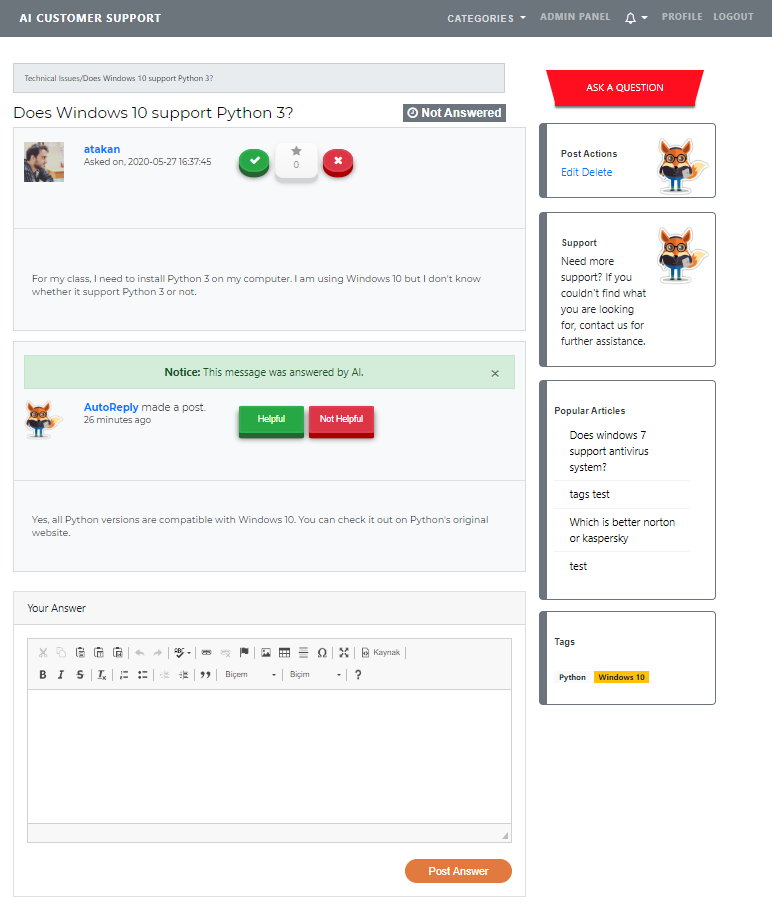 AI CUSTOMER SUPPORT
CATEGORIES
ADMIN PANEL
PROFILE
LOGOUT
Technical Issues/Does Windows 10 support Python 3?
Does Windows 10 support Python 3?
Not Answered
atakan
Asked on, 2020-05-27 16:37:45
0
For my class, I need to install Python 3 on my computer. I am using Windows 10 but I don't know
whether it support Python 3 or not.
Notice: This message was answered by AI.
×
AutoReply made a post.
26 minutes ago
Helpful
Not Helpful
Yes, all Python versions are compatible with Windows 10. You can check it out on Python's original
website.
Your Answer
Kaynak
B I S Ix
Biçem
Biçim
?
Post Answer
ASK A QUESTION
Post Actions
Edit Delete
Support
Need more
support? If you
couldn't find what
you are looking
for, contact us for
further assistance.
Popular Articles
Does windows 7
support antivirus
system?
tags test
Which is better norton
or kaspersky
test
Tags
Python
Windows 10